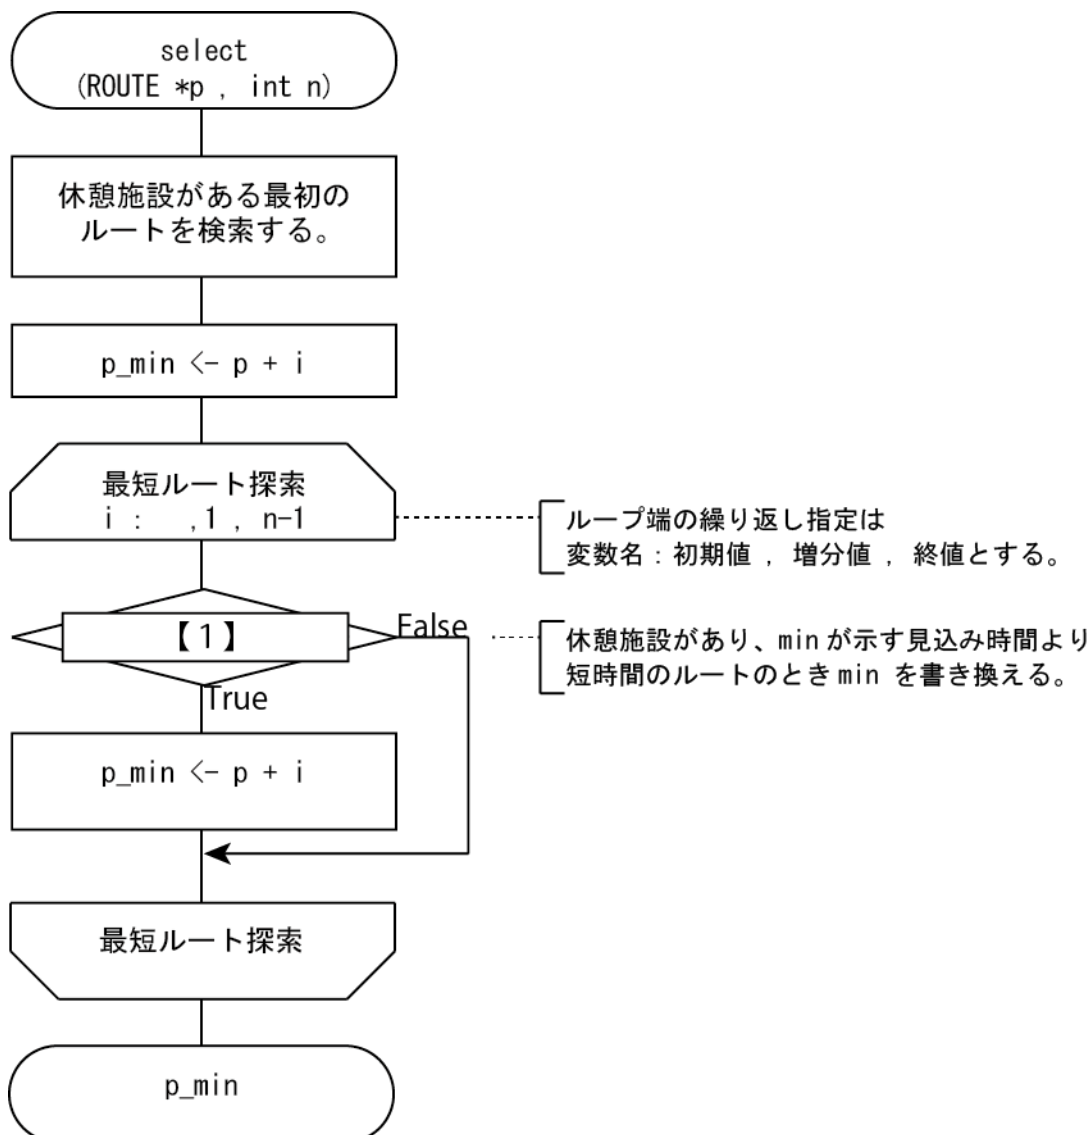 select
(ROUTE *p , int n)
休憩施設がある最初の
ルートを検索する。
p_min <- p + i
最短ルート探索
i : ,1 , n-1
ループ端の繰り返し指定は
変数名 : 初期値 , 増分値 , 終値とする。
【1】
False
休憩施設があり、minが示す見込み時間より
短時間のルートのとき min を書き換える。
True
p_min <- p + i
最短ルート探索
p_min